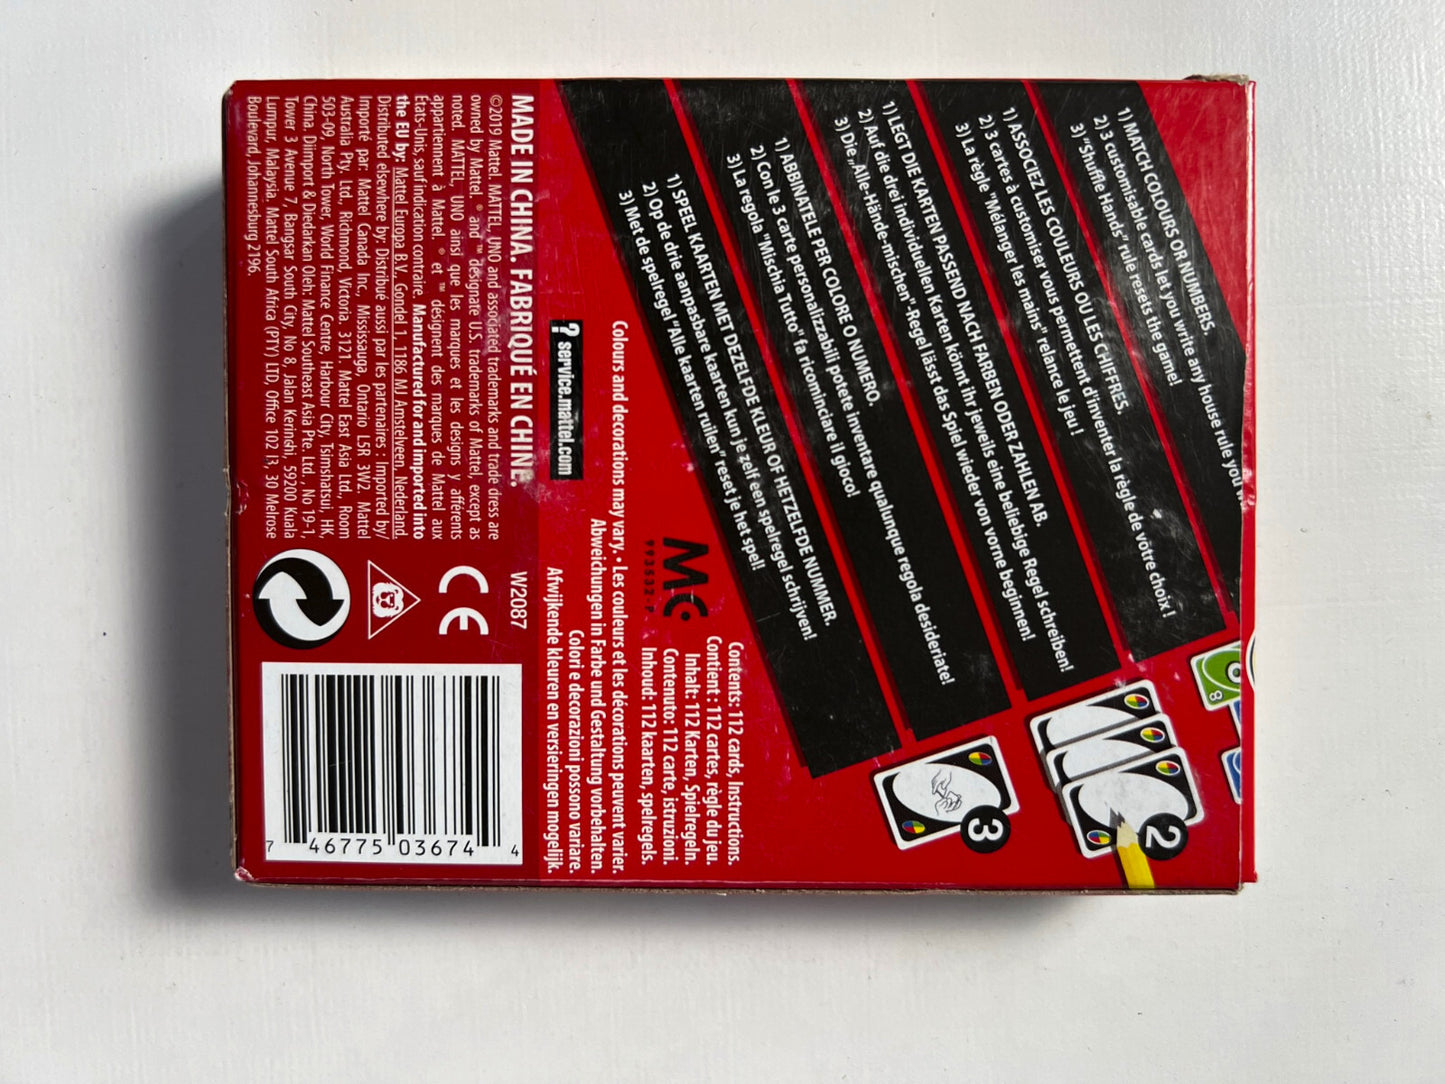 1) MATCH COLOURS OR NUMBERS.
2) 3 customisable cards let you write any house rule you
3) "Shuffle Hands" rule resets the game!
1) ASSOCIEZ LES COULEURS OU LES CHIFFRES.
2) 3 cartes à customiser vous permettent d'inventer la règle de votre choix !
3) La règle "Mélanger les mains" relance le jeu !
1) LEGT DIE KARTEN PASSEND NACH FARBEN ODER ZAHLEN AB.
2) Auf die drei individuellen Karten könnt ihr jeweils eine beliebige Regel schreiben!
3) Die „Alle-Hände-mischen"-Regel lässt das Spiel wieder von vorne beginnen!
1) ABBINATELE PER COLORE O NUMERO.
2) Con le 3 carte personalizzabili potete inventare qualunque regola desideriate!
3) La regola "Mischia Tutto" fa ricominciare il gioco!
1) SPEEL KAARTEN MET DEZELFDE KLEUR OF HETZELFDE NUMMER.
2) Op de drie aanpasbare kaarten kun je zelf een spelregel schrijven!
3) Met de spelregel "Alle kaarten ruilen" reset je het spel!
8
2
3
Contents: 112 cards, Instructions.
Contient : 112 cartes, règle du jeu.
Inhalt: 112 Karten, Spielregeln.
Contenuto: 112 carte, istruzioni.
Inhoud: 112 kaarten, spelregels.
MC
993532-P
Colours and decorations may vary. • Les couleurs et les décorations peuvent varier.
Abweichungen in Farbe und Gestaltung vorbehalten.
Colori e decorazioni possono variare.
Afwijkende kleuren en versieringen mogelijk.
? service.mattel.com
MADE IN CHINA. FABRIQUÉ EN CHINE.
©2019 Mattel. MATTEL, UNO and associated trademarks and trade dress are
owned by Mattel. ® and ™ designate U.S. trademarks of Mattel, except as
noted. MATTEL, UNO ainsi que les marques et les designs y afférents
appartiennent à Mattel. ® et ™ désignent des marques de Mattel aux
États-Unis, sauf indication contraire. Manufactured for and imported into
the EU by: Mattel Europa B.V., Gondel 1, 1186 MJ Amstelveen, Nederland.
Distributed elsewhere by: Distribué aussi par les partenaires : Imported by/
Importé par: Mattel Canada Inc., Mississauga, Ontario L5R 3W2. Mattel
Australia Pty. Ltd., Richmond, Victoria. 3121. Mattel East Asia Ltd., Room
503-09, North Tower, World Finance Centre, Harbour City, Tsimshatsui, HK,
China. Diimport & Diedarkan Oleh: Mattel Southeast Asia Pte. Ltd., No 19-1,
Tower 3 Avenue 7, Bangsar South City, No 8, Jalan Kerinchi, 59200 Kuala
Lumpur, Malaysia. Mattel South Africa (PTY) LTD, Office 102 I3, 30 Melrose
Boulevard, Johannesburg 2196.
W2087
CE
7 46775 03674 4